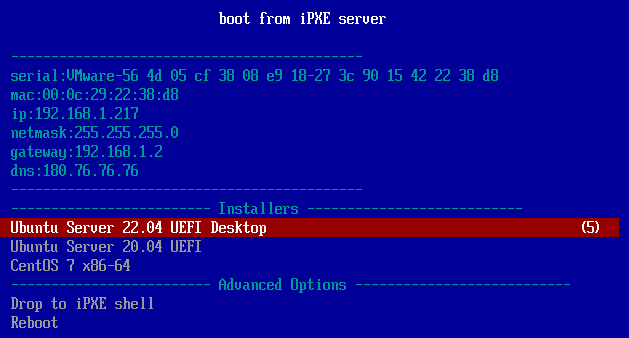 boot from iPXE server
--------------------------------------------
serial:VMware-56 4d 05 cf 38 08 e9 18-27 3c 90 15 42 22 38 d8
mac:00:0c:29:22:38:d8
ip:192.168.1.217
netmask:255.255.255.0
gateway:192.168.1.2
dns:180.76.76.76
--------------------------------------------
------------------------- Installers ---------------------------
Ubuntu Server 22.04 UEFI Desktop (5)
Ubuntu Server 20.04 UEFI
CentOS 7 x86-64
------------------------- Advanced Options ---------------------------
Drop to iPXE shell
Reboot